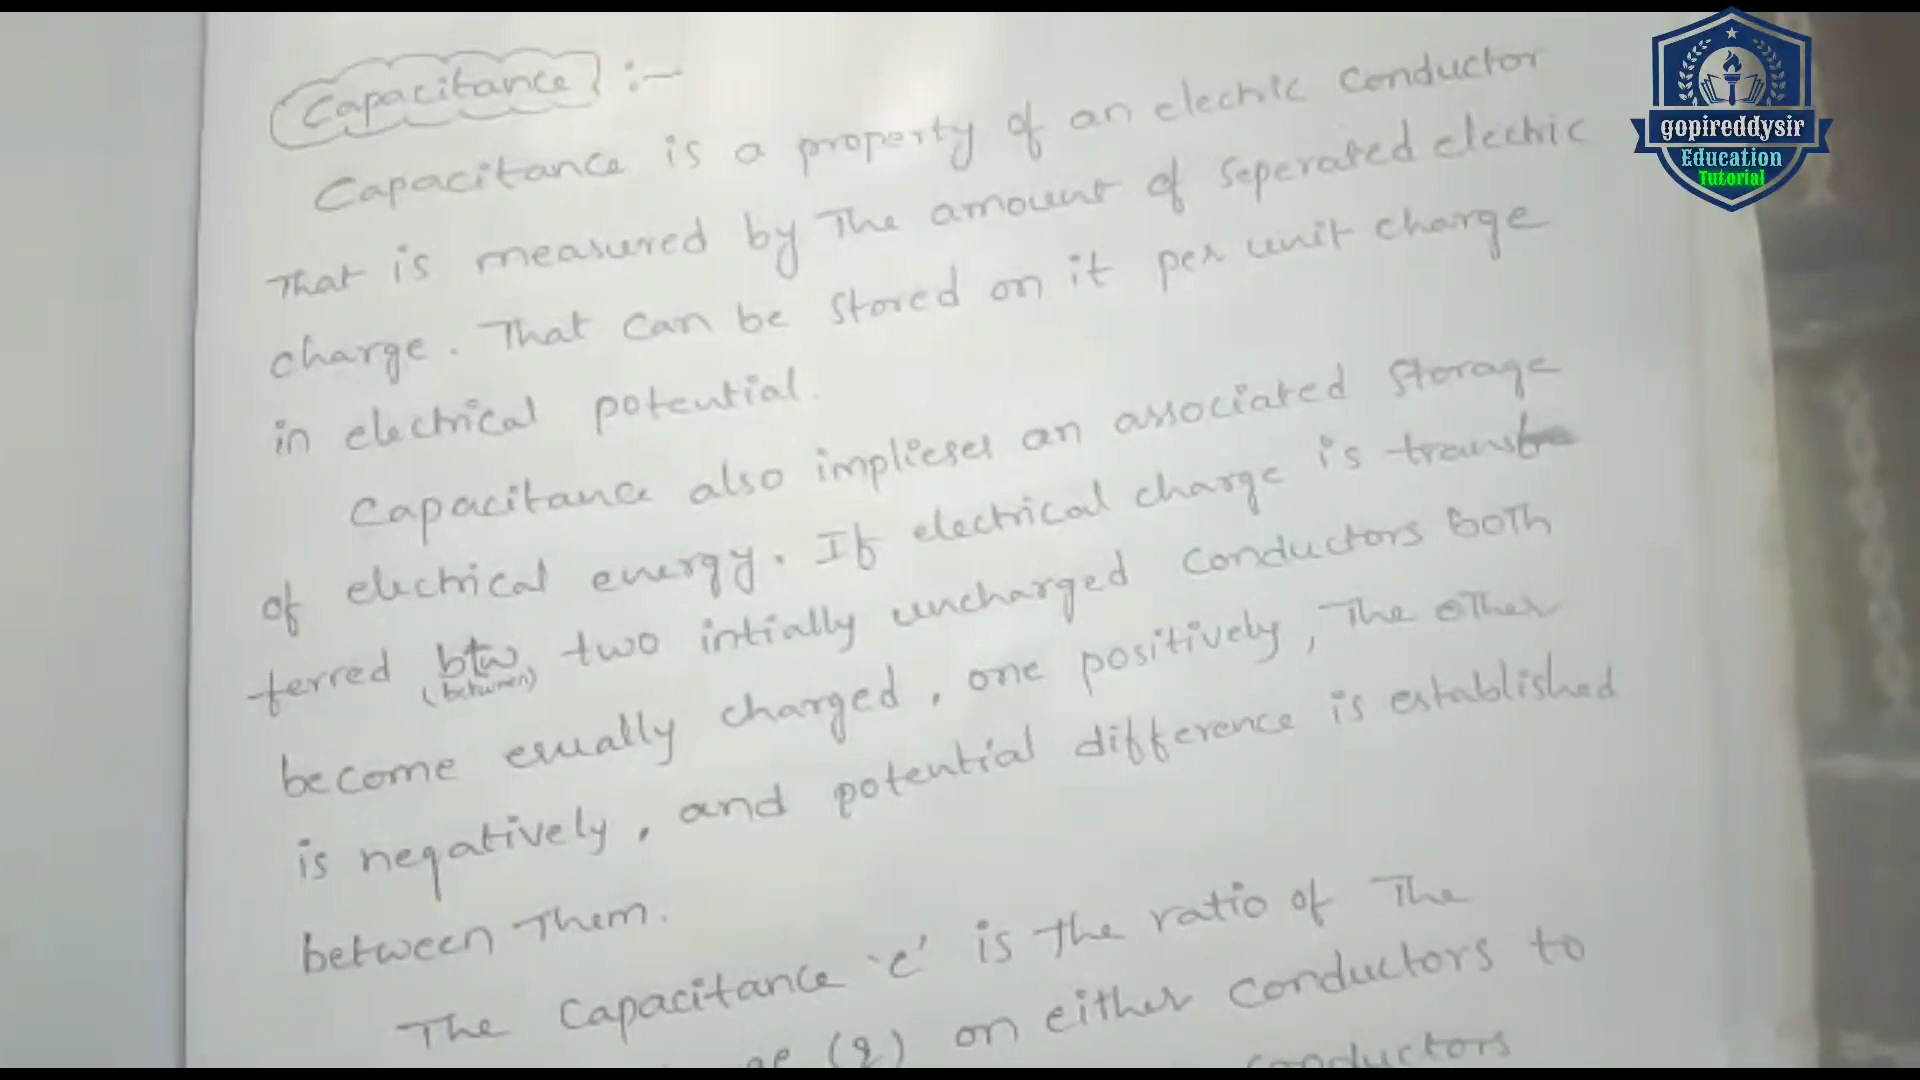 Capacitance :-
Capacitance is a property of an electric conductor
That is measured by The amount of seperated electric
charge. That can be stored on it per unit charge
in electrical potential.
Capacitance also implieses an associated storage
of electrical energy. If electrical charge is trans
ferred btw, two intially uncharged conductors both
(between)
become equally charged, one positively, The other
is negatively, and potential difference is established
between Them.
The Capacitance 'c' is the ratio of The
(q) on either conductors to
conductors
gopireddysir
Education
Tutorial